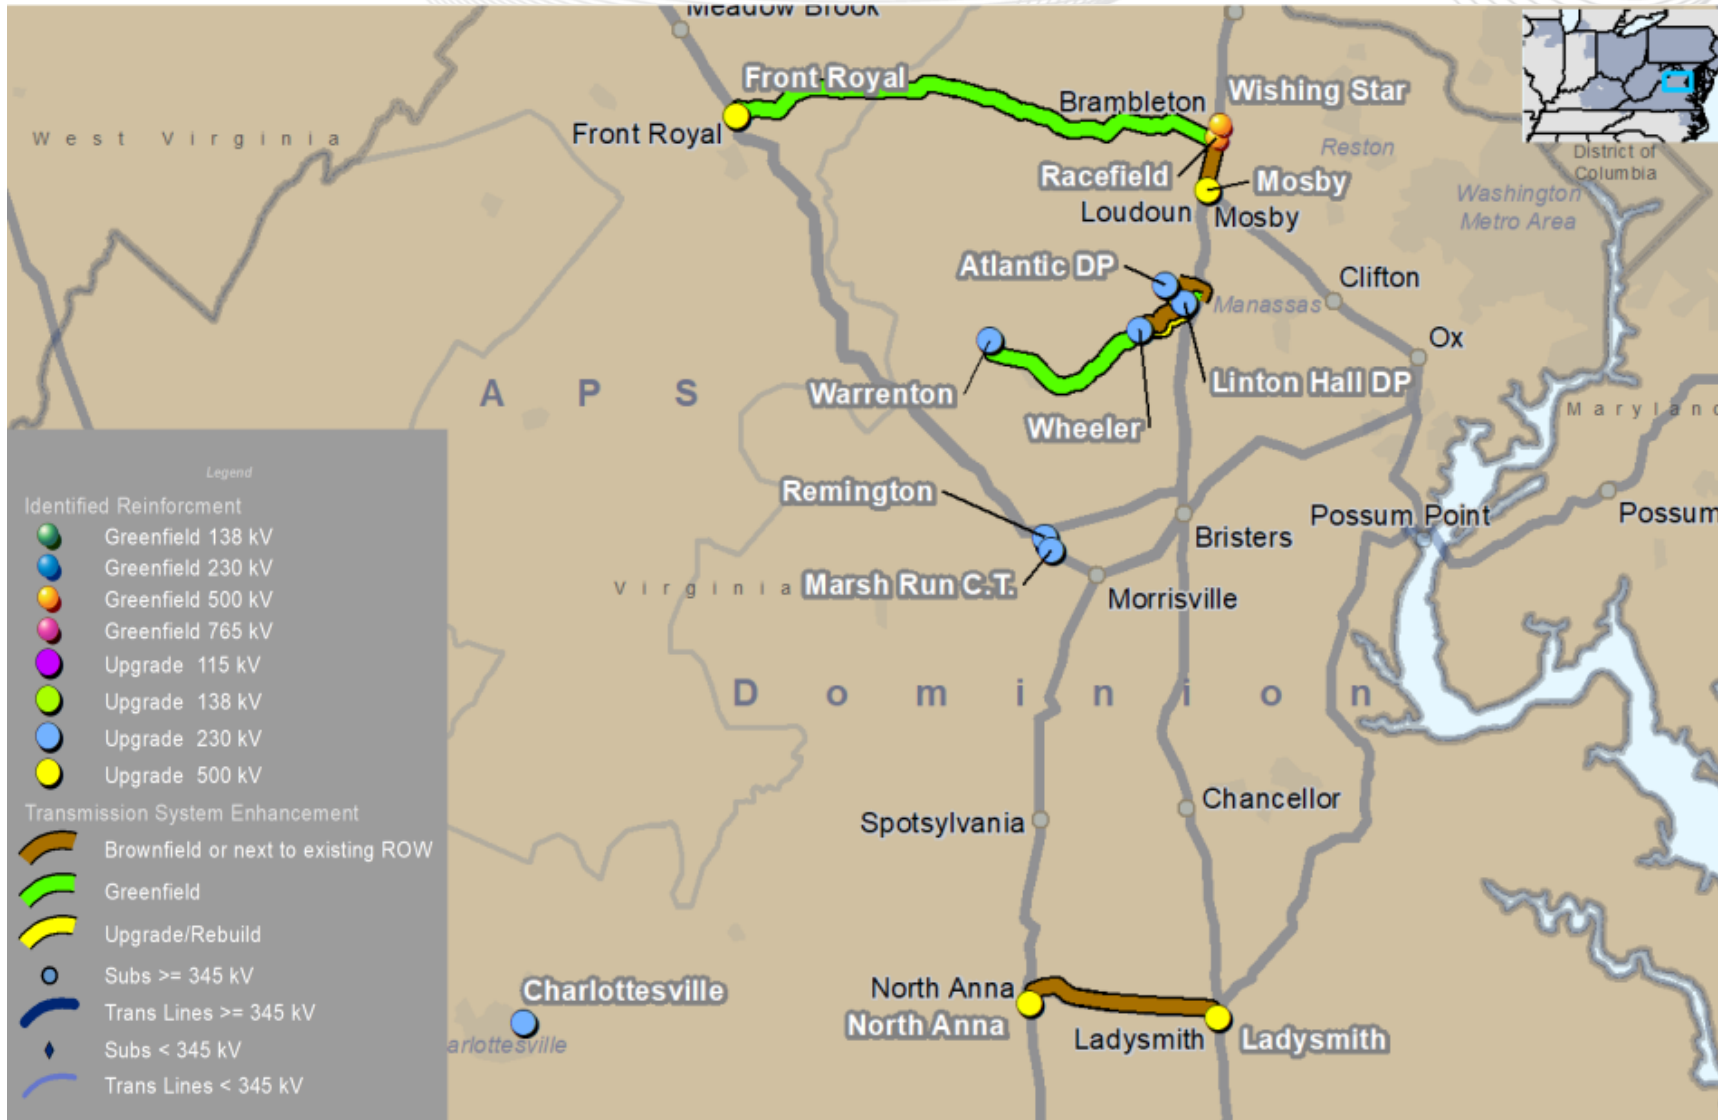 Meadow Brook
Front Royal
Front Royal
Brambleton
Wishing Star
West Virginia
Reston
District of
Columbia
Racefield
Mosby
Loudoun
Mosby
Washington
Metro Area
Atlantic DP
Clifton
Manassas
Ox
APS
Warrenton
Linton Hall DP
Maryland
Wheeler
Remington
Possum Point
Possum
Bristers
Virginia
Marsh Run C.T.
Morrisville
Dominion
Chancellor
Spotsylvania
North Anna
North Anna
Ladysmith
Ladysmith
Charlottesville
arlottesville
Legend
Identified Reinforcment
Greenfield 138 kV
Greenfield 230 kV
Greenfield 500 kV
Greenfield 765 kV
Upgrade 115 kV
Upgrade 138 kV
Upgrade 230 kV
Upgrade 500 kV
Transmission System Enhancement
Brownfield or next to existing ROW
Greenfield
Upgrade/Rebuild
Subs >= 345 kV
Trans Lines >= 345 kV
Subs < 345 kV
Trans Lines < 345 kV